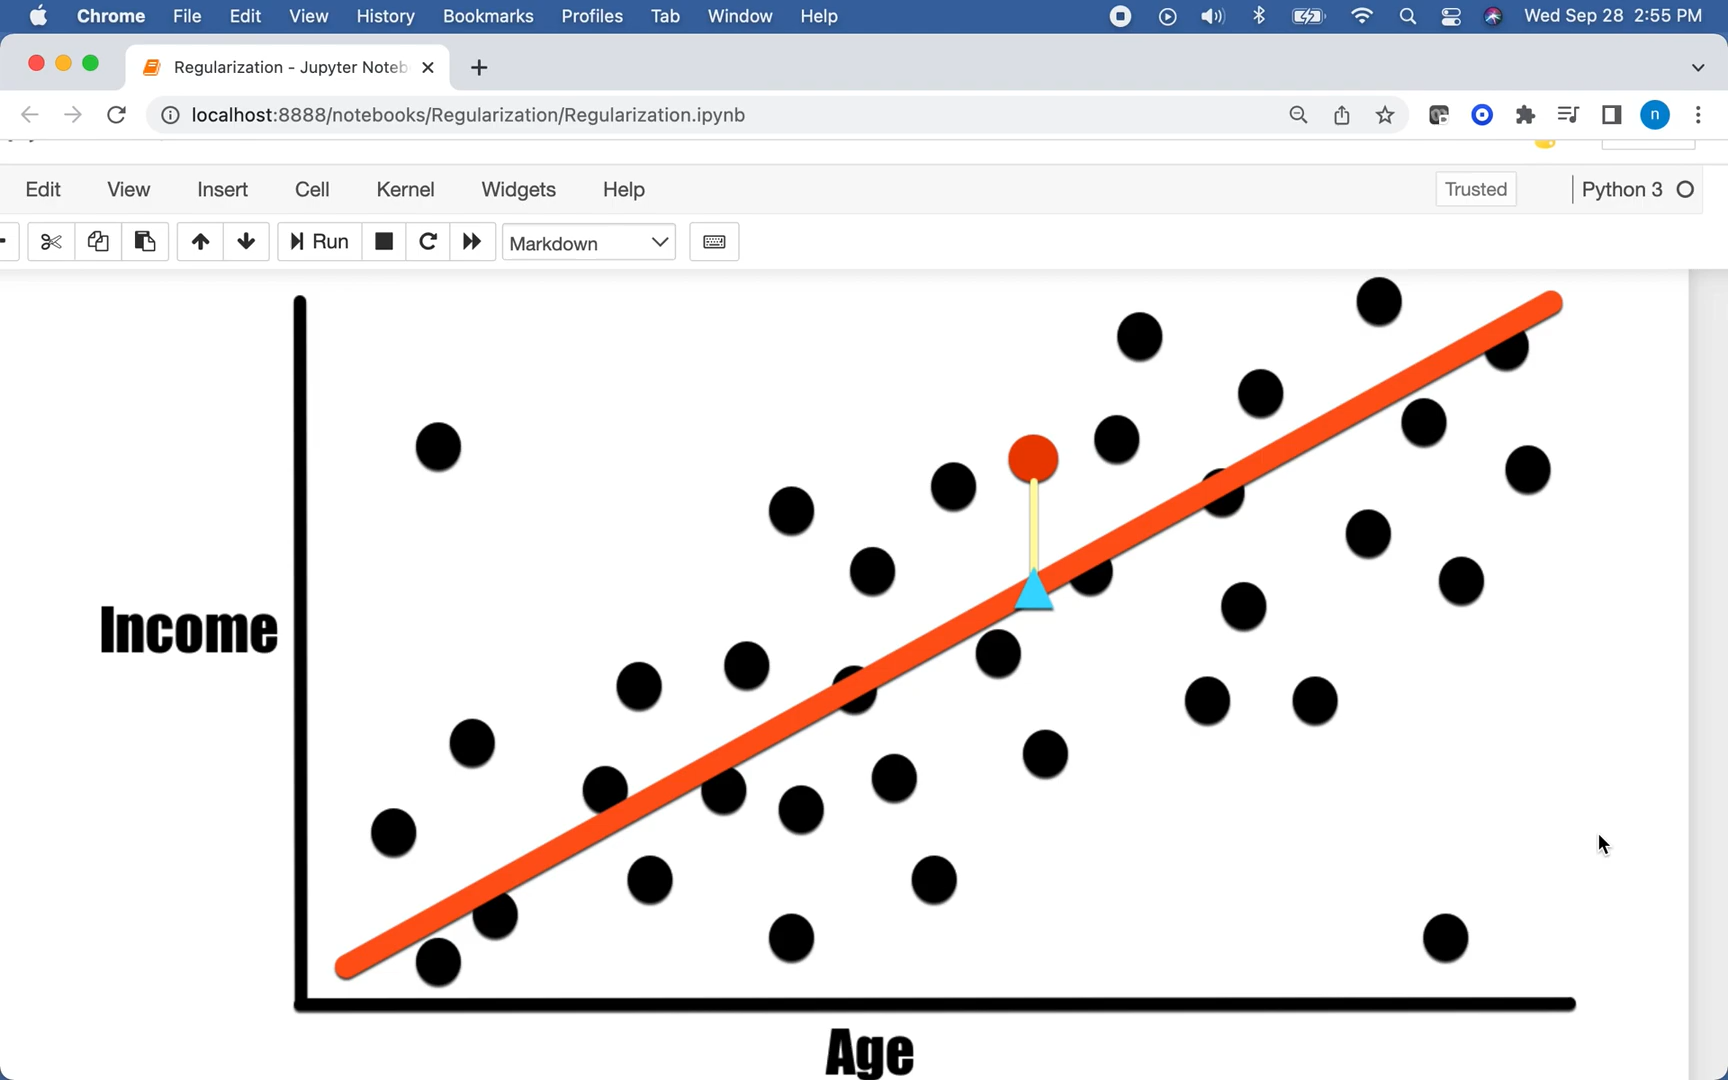 Chrome File Edit View History Bookmarks Profiles Tab Window Help Wed Sep 28 2:55 PM
Regularization - Jupyter Noteb
localhost:8888/notebooks/Regularization/Regularization.ipynb n
Edit View Insert Cell Kernel Widgets Help Trusted Python 3
Run Markdown
Income
Age